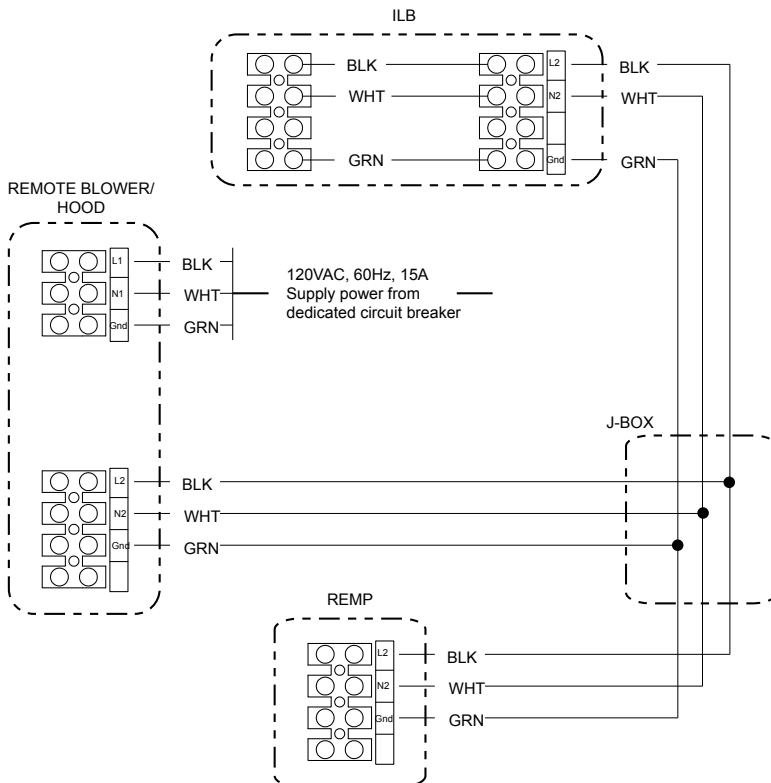 ILB
BLK L2 BLK
WHT N2 WHT
GRN Gnd GRN
REMOTE BLOWER/
HOOD
L1 BLK
N1 WHT
Gnd GRN
120VAC, 60Hz, 15A
Supply power from
dedicated circuit breaker
J-BOX
L2 BLK
N2 WHT
Gnd GRN
REMP
L2 BLK
N2 WHT
Gnd GRN